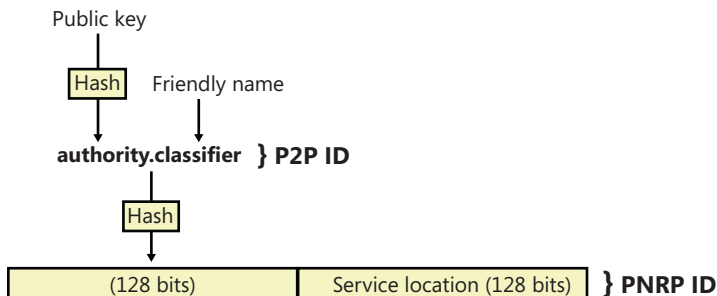 Public key
Hash
Friendly name
authority.classifier } P2P ID
Hash
(128 bits)
Service location (128 bits)
} PNRP ID